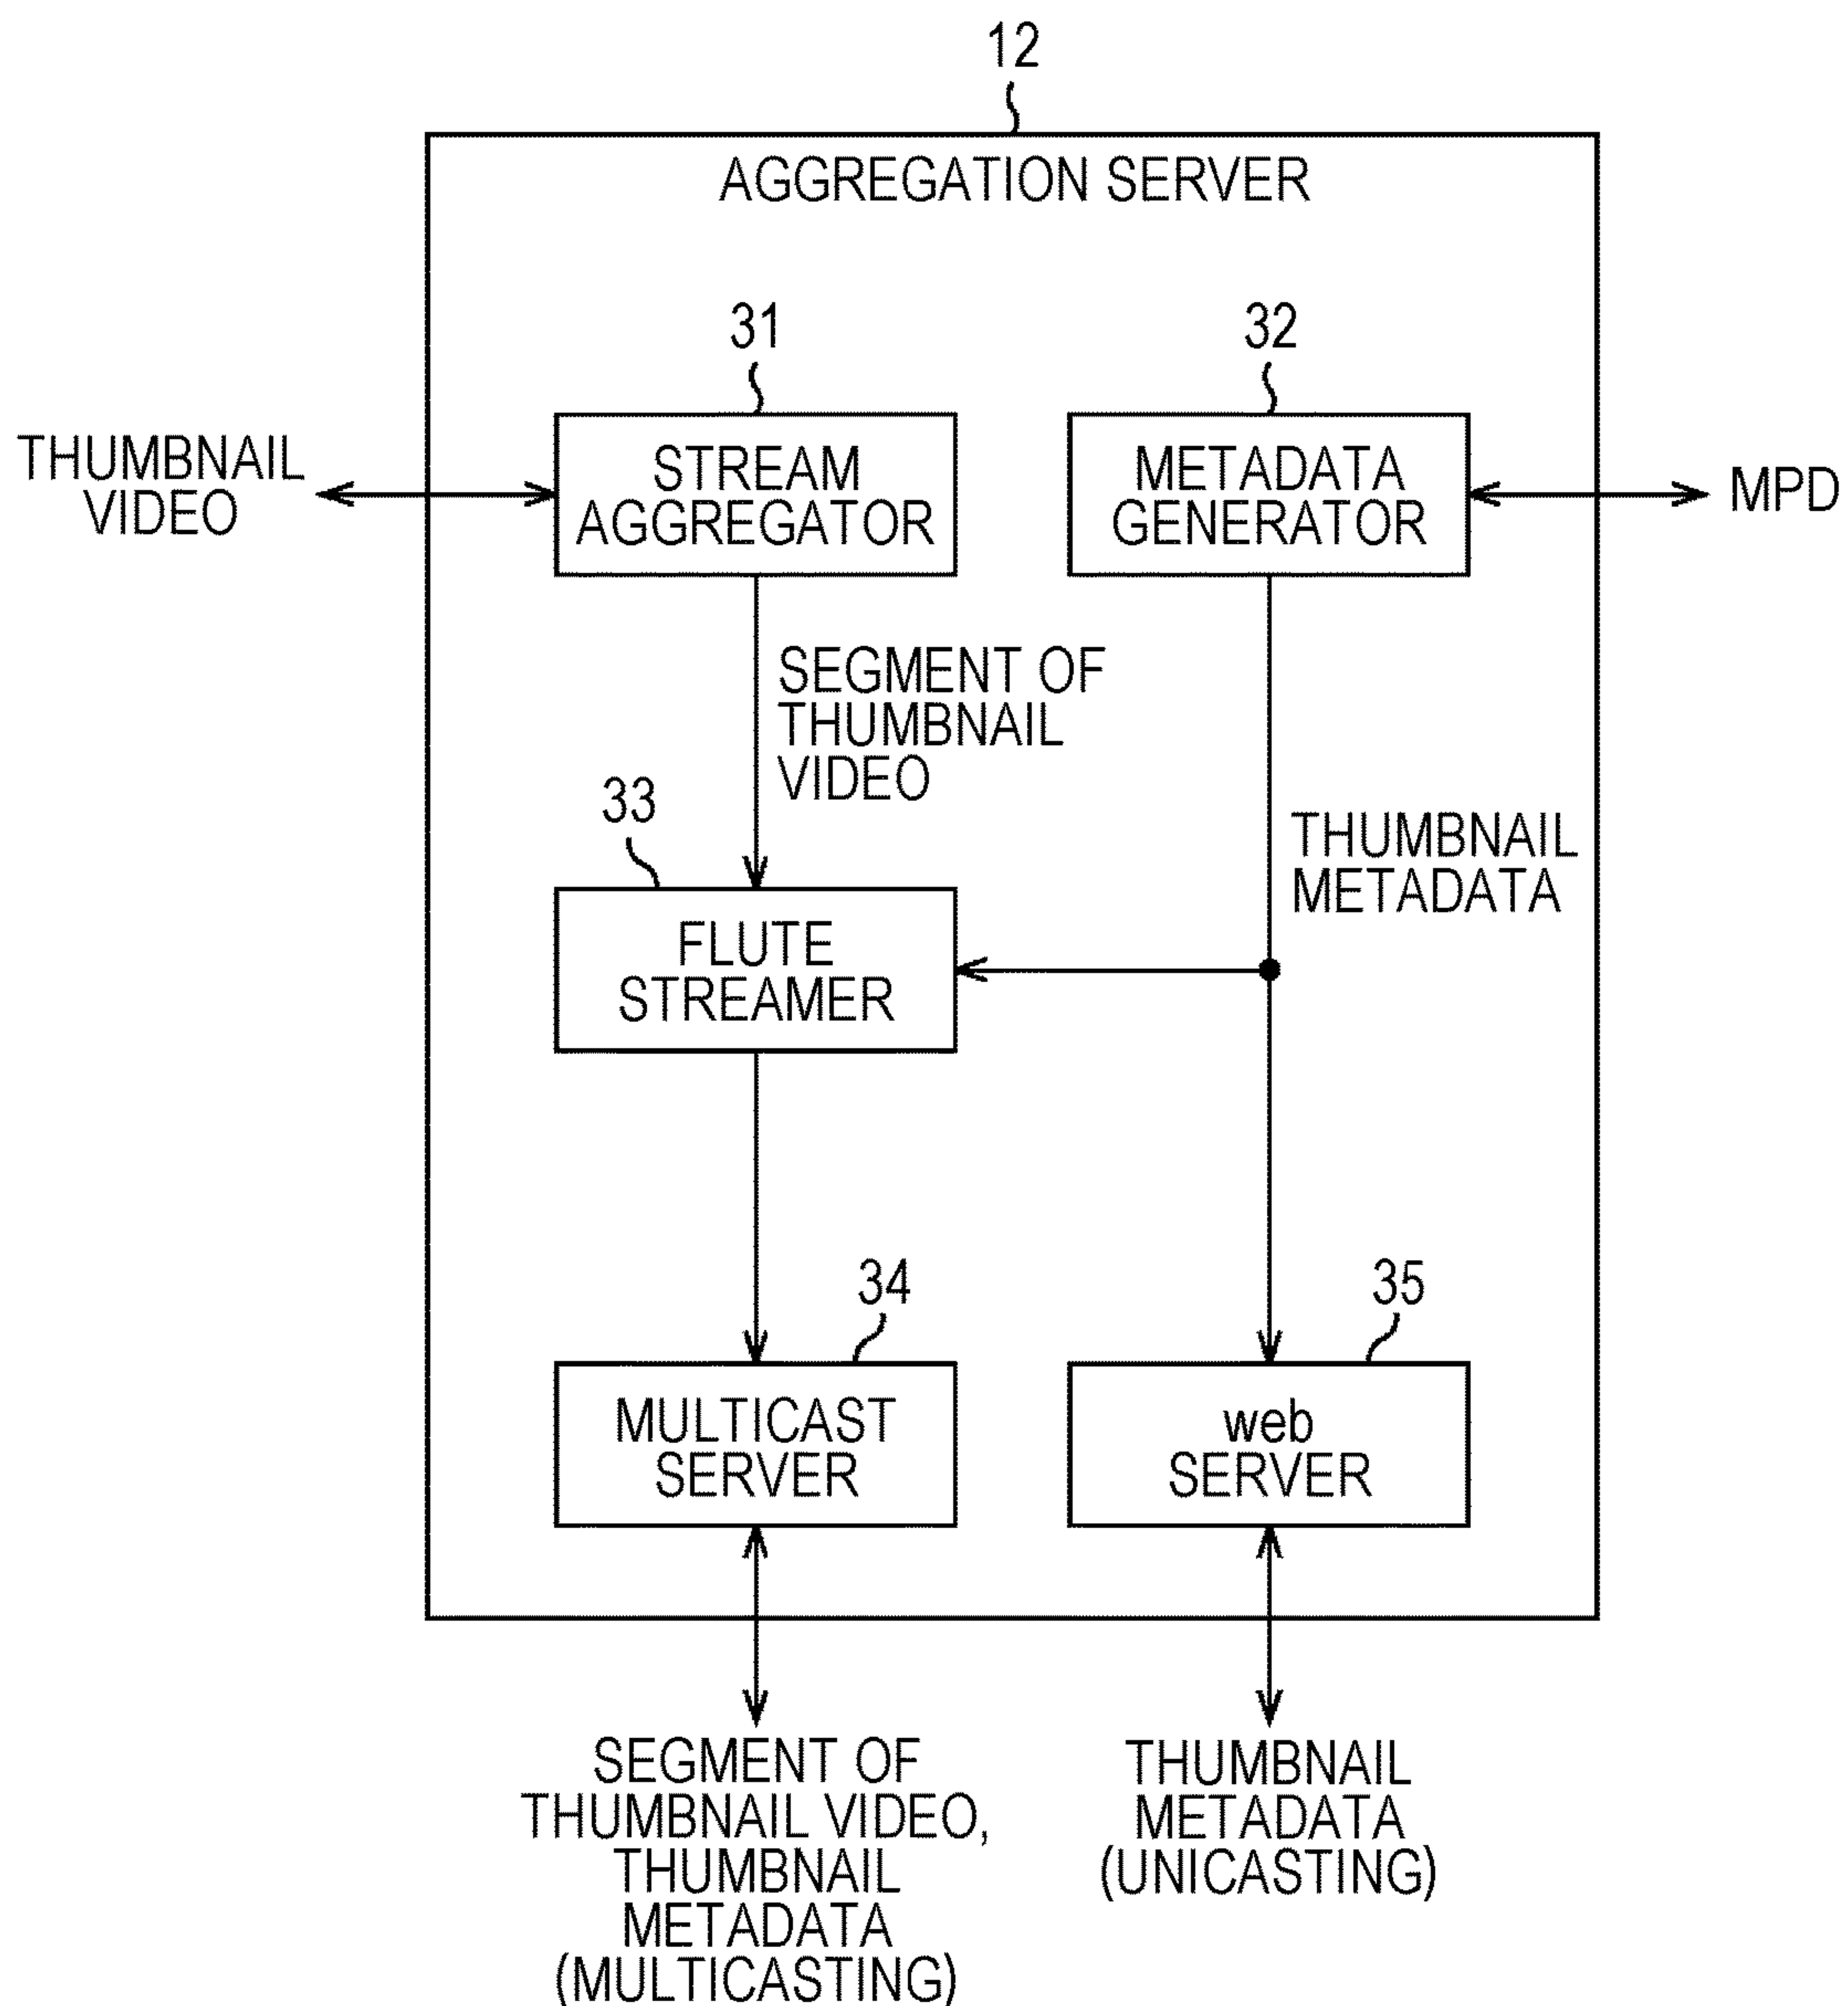 12
AGGREGATION SERVER
31
32
THUMBNAIL
VIDEO
STREAM
AGGREGATOR
METADATA
GENERATOR
MPD
SEGMENT OF
THUMBNAIL
VIDEO
33
THUMBNAIL
METADATA
FLUTE
STREAMER
34
35
MULTICAST
SERVER
web
SERVER
SEGMENT OF
THUMBNAIL VIDEO,
THUMBNAIL
METADATA
(MULTICASTING)
THUMBNAIL
METADATA
(UNICASTING)